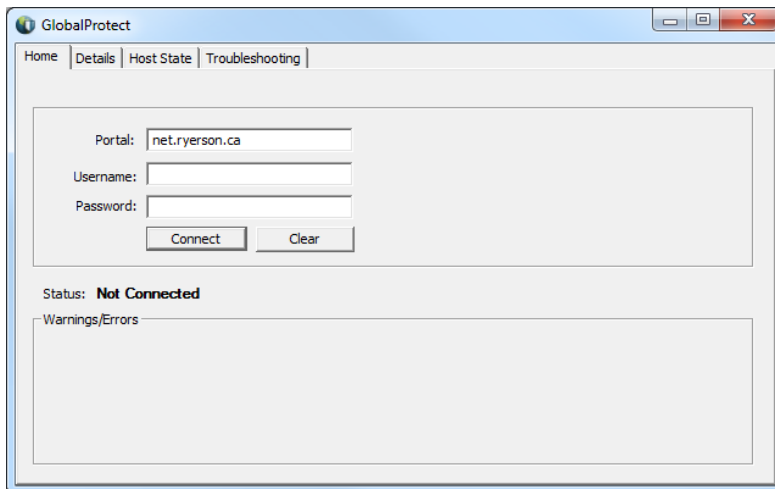 GlobalProtect
Home Details Host State Troubleshooting
Portal: net.ryerson.ca
Username:
Password:
Connect Clear
Status: Not Connected
Warnings/Errors